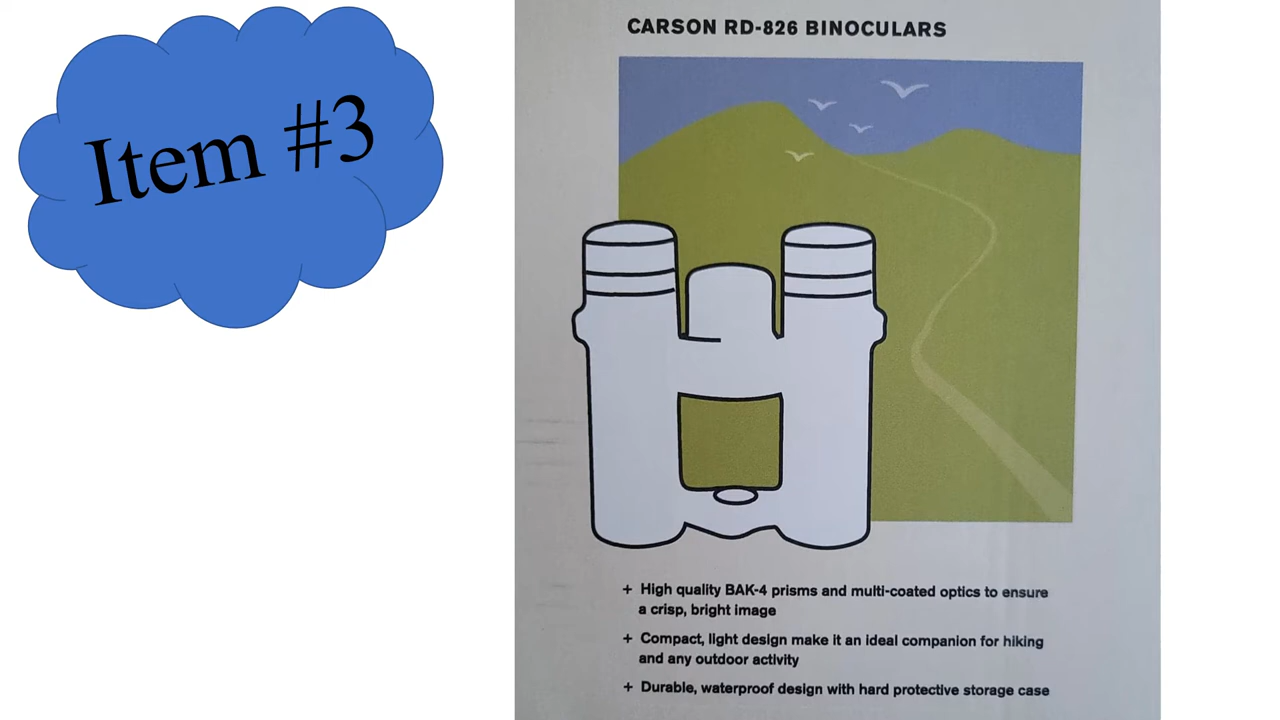 Item #3
CARSON RD-826 BINOCULARS
+ High quality BAK-4 prisms and multi-coated optics to ensure
a crisp, bright image
+ Compact, light design make it an ideal companion for hiking
and any outdoor activity
+ Durable, waterproof design with hard protective storage case